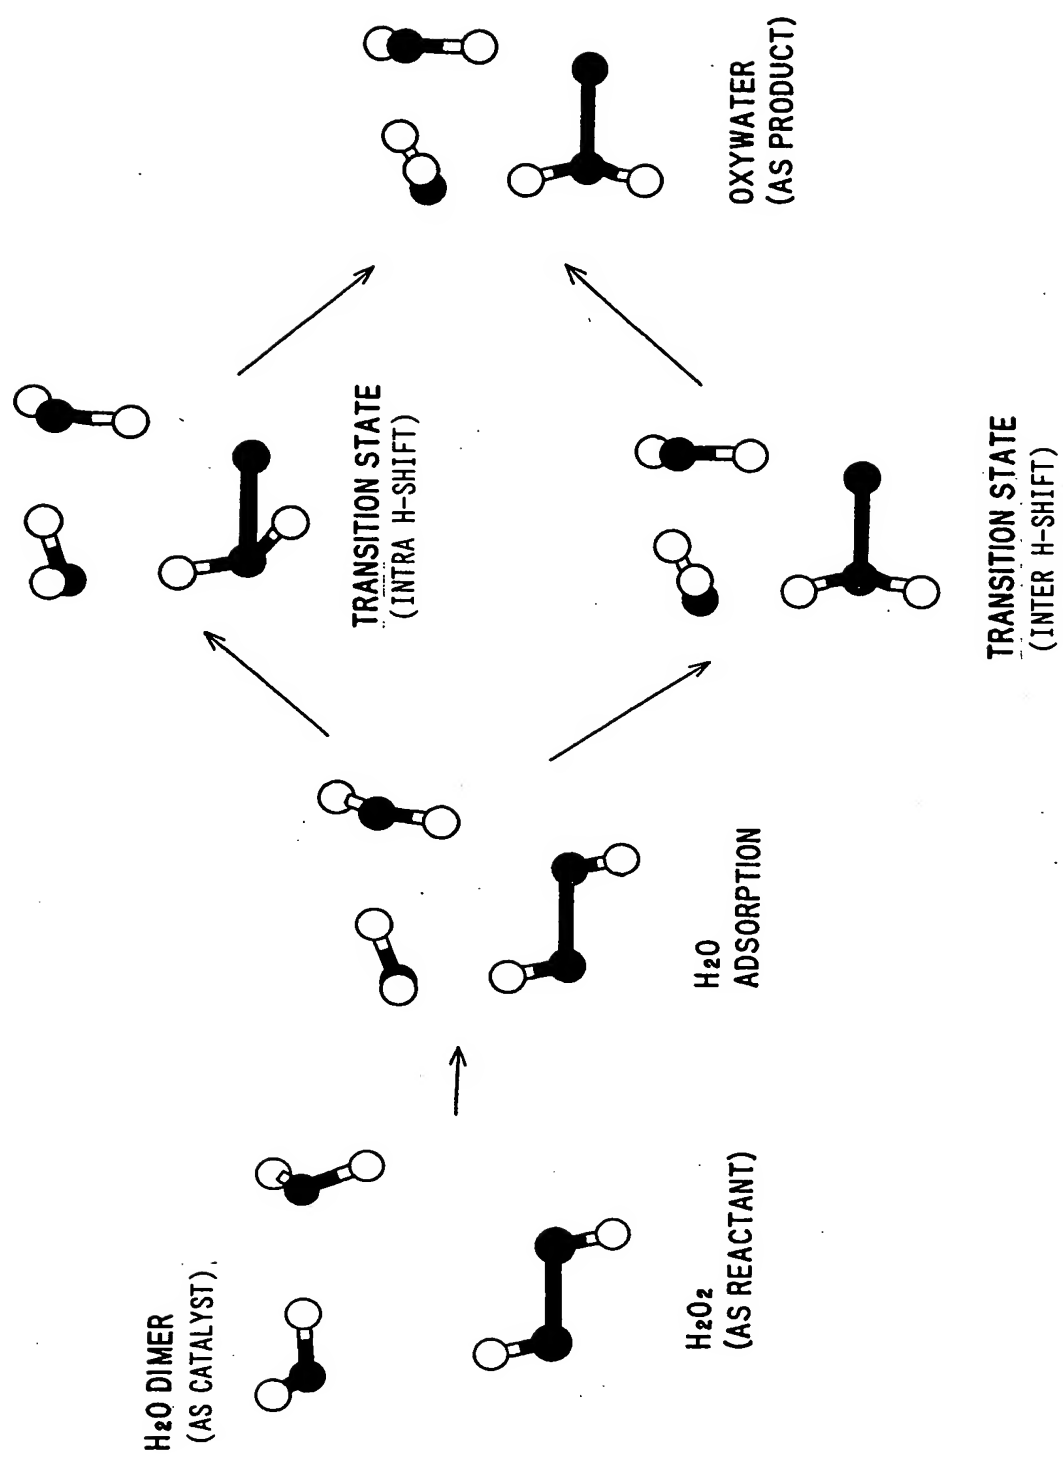 H₂O DIMER
(AS CATALYST)
H₂O₂
(AS REACTANT)
H₂O
ADSORPTION
TRANSITION STATE
(INTRA H-SHIFT)
TRANSITION STATE
(INTER H-SHIFT)
OXYWATER
(AS PRODUCT)